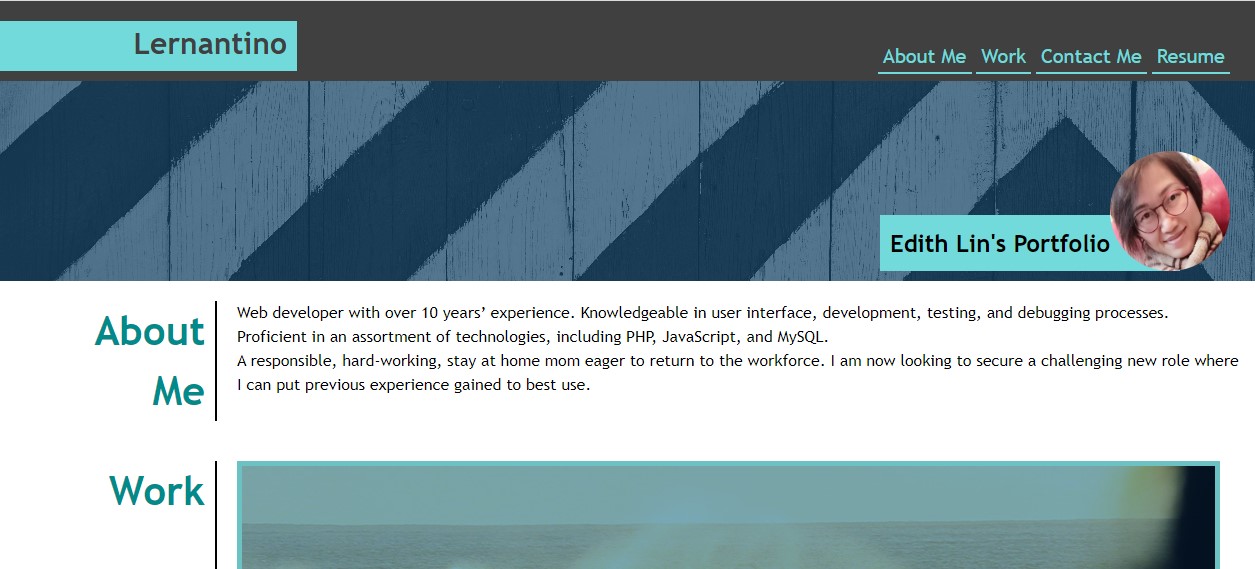 Lernantino
About Me Work Contact Me Resume
Edith Lin's Portfolio
About
Me
Web developer with over 10 years’ experience. Knowledgeable in user interface, development, testing, and debugging processes.
Proficient in an assortment of technologies, including PHP, JavaScript, and MySQL.
A responsible, hard-working, stay at home mom eager to return to the workforce. I am now looking to secure a challenging new role where
I can put previous experience gained to best use.
Work